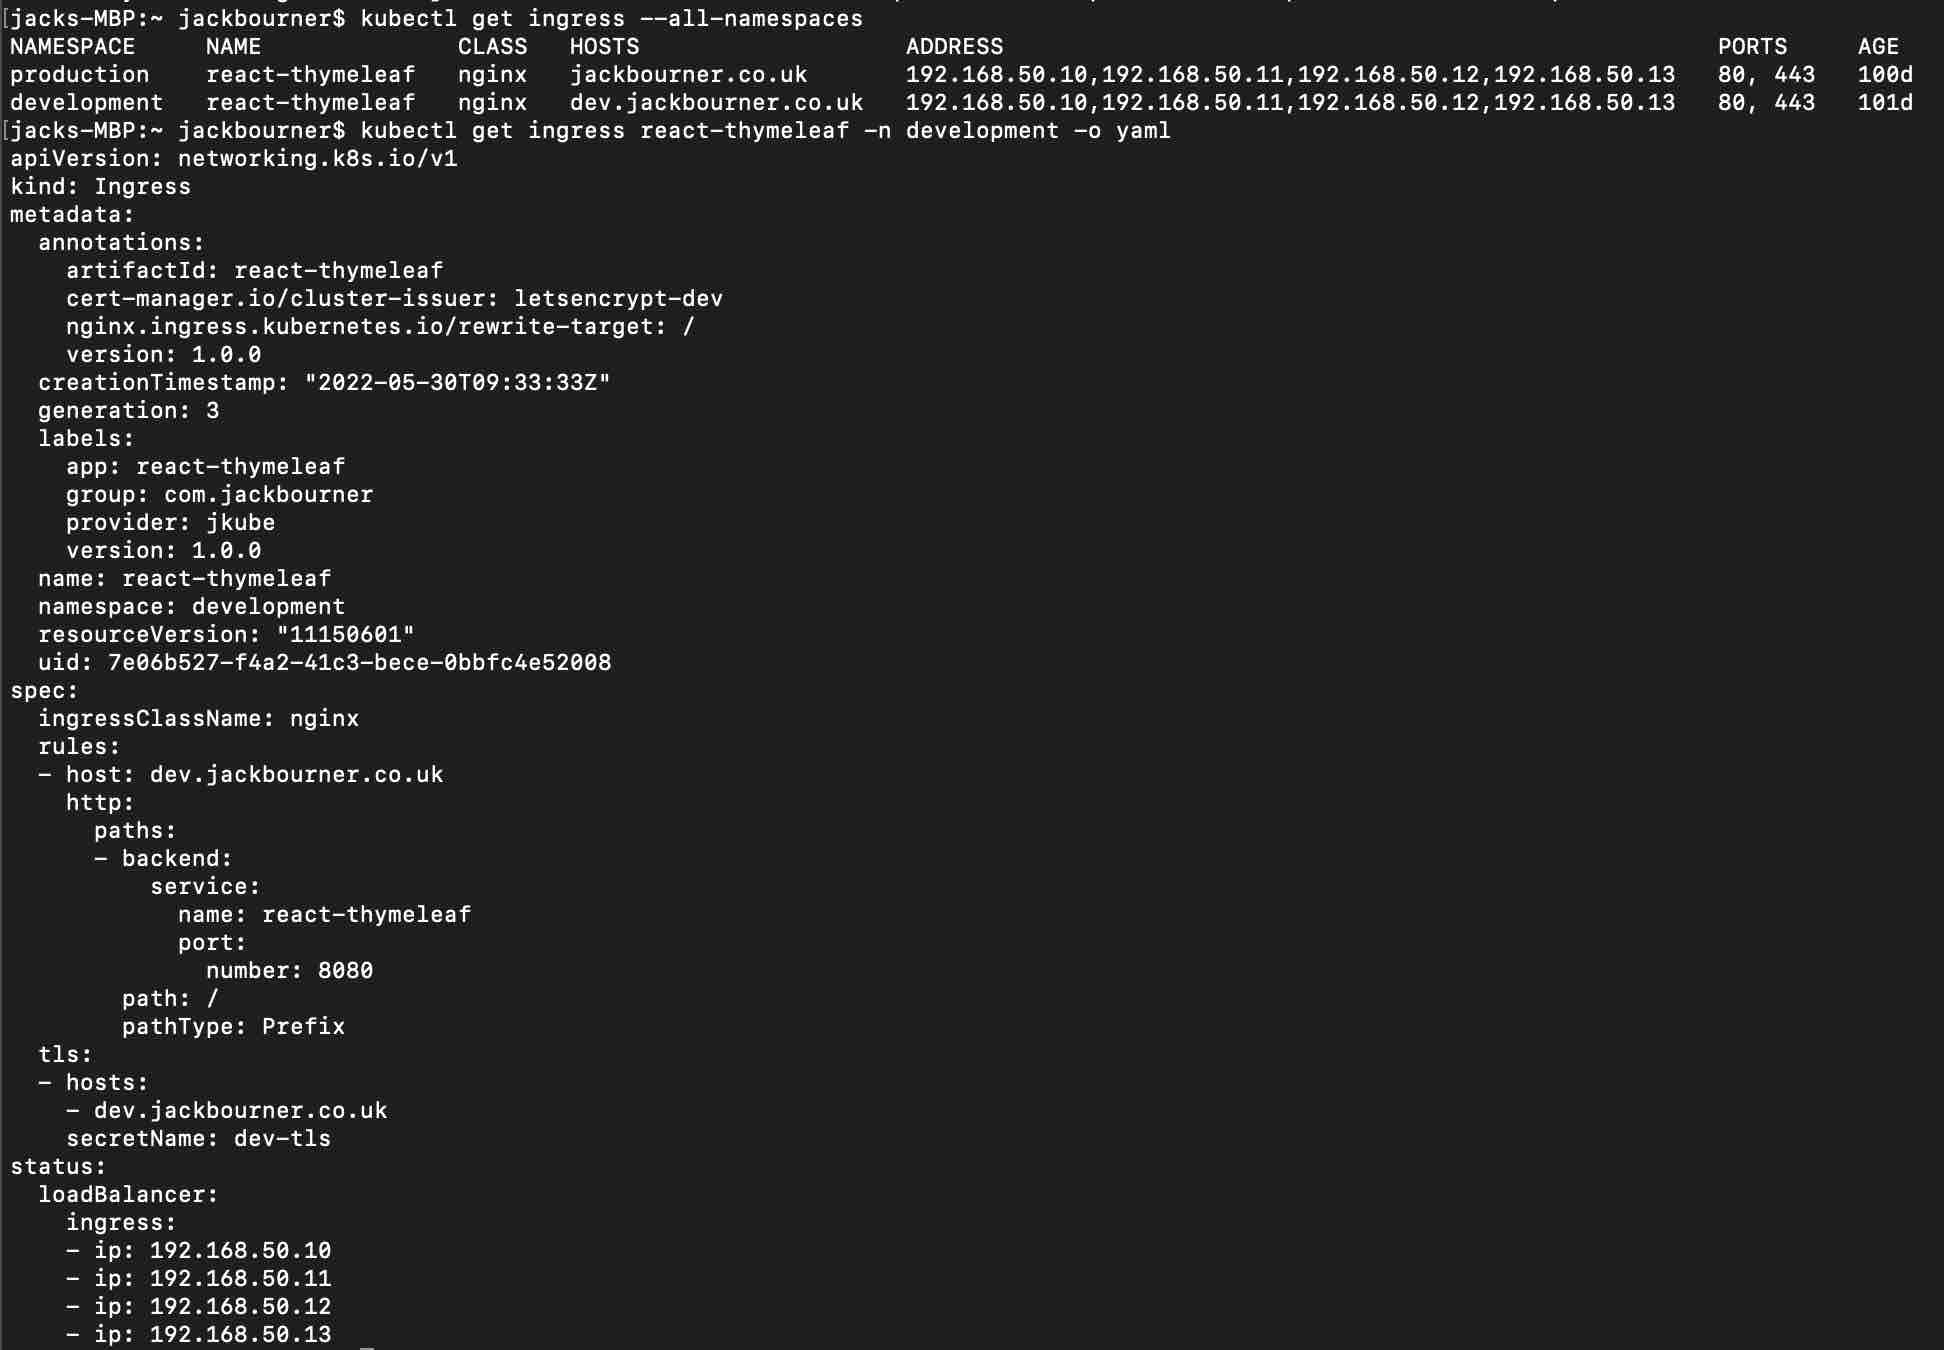 [jacks-MBP:~ jackbourner$ kubectl get ingress --all-namespaces
NAMESPACE     NAME              CLASS   HOSTS                   ADDRESS                                                   PORTS     AGE
production    react-thymeleaf   nginx   jackbourner.co.uk       192.168.50.10,192.168.50.11,192.168.50.12,192.168.50.13   80, 443   100d
development   react-thymeleaf   nginx   dev.jackbourner.co.uk   192.168.50.10,192.168.50.11,192.168.50.12,192.168.50.13   80, 443   101d
[jacks-MBP:~ jackbourner$ kubectl get ingress react-thymeleaf -n development -o yaml
apiVersion: networking.k8s.io/v1
kind: Ingress
metadata:
  annotations:
    artifactId: react-thymeleaf
    cert-manager.io/cluster-issuer: letsencrypt-dev
    nginx.ingress.kubernetes.io/rewrite-target: /
    version: 1.0.0
  creationTimestamp: "2022-05-30T09:33:33Z"
  generation: 3
  labels:
    app: react-thymeleaf
    group: com.jackbourner
    provider: jkube
    version: 1.0.0
  name: react-thymeleaf
  namespace: development
  resourceVersion: "11150601"
  uid: 7e06b527-f4a2-41c3-bece-0bbfc4e52008
spec:
  ingressClassName: nginx
  rules:
  - host: dev.jackbourner.co.uk
    http:
      paths:
      - backend:
          service:
            name: react-thymeleaf
            port:
              number: 8080
        path: /
        pathType: Prefix
  tls:
  - hosts:
    - dev.jackbourner.co.uk
    secretName: dev-tls
status:
  loadBalancer:
    ingress:
    - ip: 192.168.50.10
    - ip: 192.168.50.11
    - ip: 192.168.50.12
    - ip: 192.168.50.13